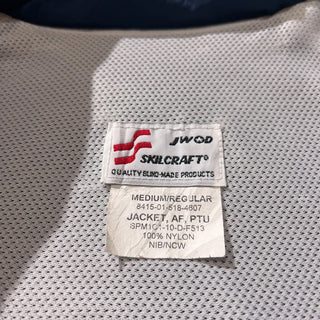 JWOD
SKILCRAFT®
QUALITY BLIND-MADE PRODUCTS
MEDIUM/REGULAR
8415-01-518-4607
JACKET, AF, PTU
SPM1C1-10-D-F513
100% NYLON
NIB/NCW